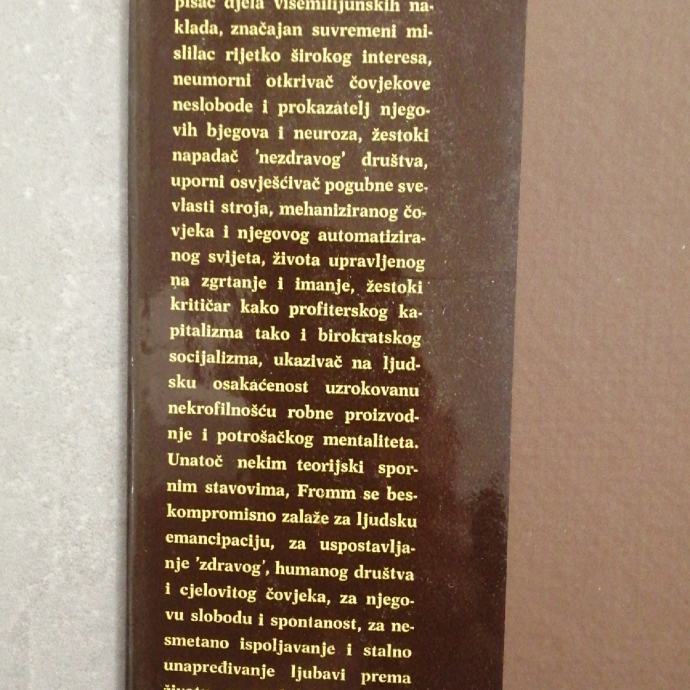 pisac djela višemilijunskih na-
klada, značajan suvremeni mi-
slilac rijetko širokog interesa,
neumorni otkrivač čovjekove
neslobode i prokazatelj njego-
vih bjegova i neuroza, žestoki
napadač 'nezdravog' društva,
uporni osvješćivač pogubne sve-
vlasti stroja, mehaniziranog čo-
vjeka i njegovog automatizira-
nog svijeta, života upravljenog
na zgrtanje i imanje, žestoki
kritičar kako profiterskog ka-
pitalizma tako i birokratskog
socijalizma, ukazivač na ljud-
sku osakaćenost uzrokovanu
nekrofilnošću robne proizvod-
nje i potrošačkog mentaliteta.
Unatoč nekim teorijski spor-
nim stavovima, Fromm se bes-
kompromisno zalaže za ljudsku
emancipaciju, za uspostavlja-
nje 'zdravog', humanog društva
i cjelovitog čovjeka, za njego-
vu slobodu i spontanost, za ne-
smetano ispoljavanje i stalno
unapređivanje ljubavi prema